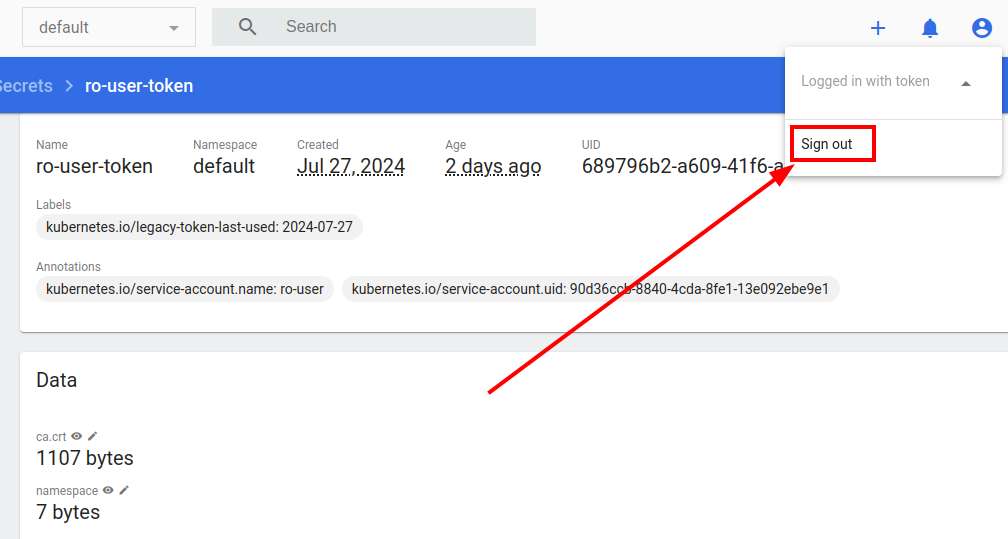 default
Search
Secrets > ro-user-token
Logged in with token
Sign out
Name Namespace Created Age UID
ro-user-token default Jul 27, 2024 2 days ago 689796b2-a609-41f6-a
Labels
kubernetes.io/legacy-token-last-used: 2024-07-27
Annotations
kubernetes.io/service-account.name: ro-user kubernetes.io/service-account.uid: 90d36ccb-8840-4cda-8fe1-13e092ebe9e1
Data
ca.crt
1107 bytes
namespace
7 bytes